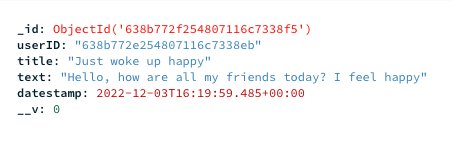 _id: ObjectId('638b772f254807116c7338f5')
userID: "638b772e254807116c7338eb"
title: "Just woke up happy"
text: "Hello, how are all my friends today? I feel happy"
datestamp: 2022-12-03T16:19:59.485+00:00
__v: 0